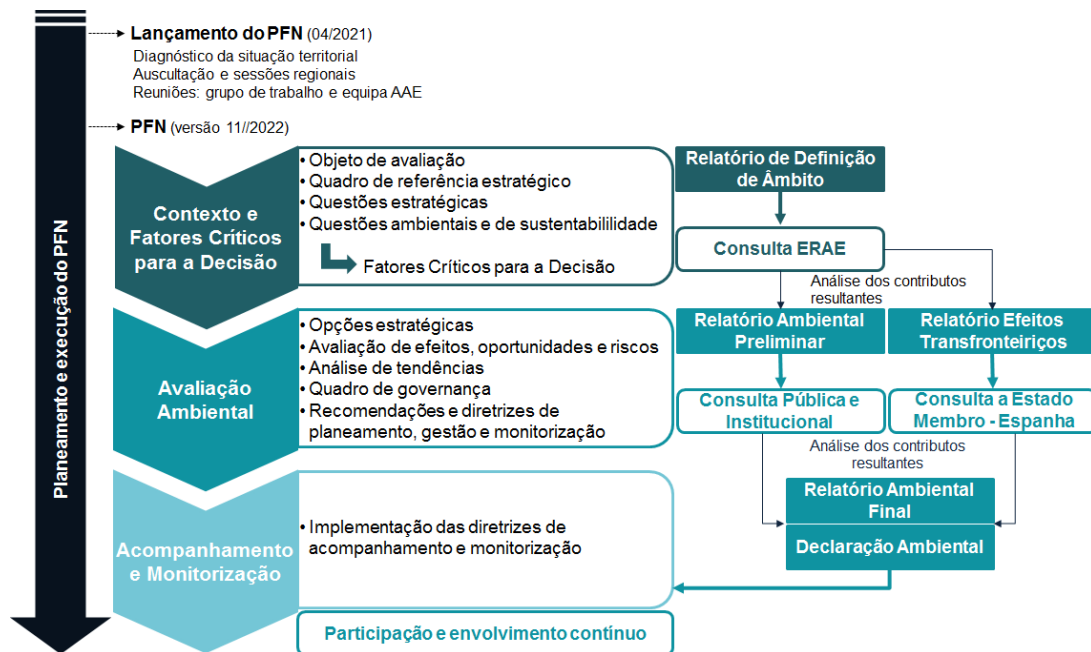 Planeamento e execução do PFN
Lançamento do PFN (04/2021)
Diagnóstico da situação territorial
Auscultação e sessões regionais
Reuniões: grupo de trabalho e equipa AAE
PFN (versão 11//2022)
Contexto e
Fatores Críticos
para a Decisão
• Objeto de avaliação
• Quadro de referência estratégico
• Questões estratégicas
• Questões ambientais e de sustentabililidade
Fatores Críticos para a Decisão
Relatório de Definição
de Âmbito
Consulta ERAE
Análise dos contributos
resultantes
Avaliação
Ambiental
• Opções estratégicas
• Avaliação de efeitos, oportunidades e riscos
• Análise de tendências
• Quadro de governança
• Recomendações e diretrizes de
planeamento, gestão e monitorização
Relatório Ambiental
Preliminar
Relatório Efeitos
Transfronteiriços
Consulta Pública e
Institucional
Consulta a Estado
Membro - Espanha
Análise dos contributos
resultantes
Relatório Ambiental
Final
Declaração Ambiental
Acompanhamento
e Monitorização
• Implementação das diretrizes de
acompanhamento e monitorização
Participação e envolvimento contínuo